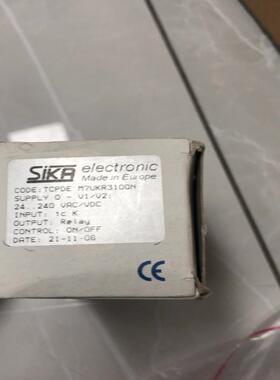 SiKA electronic
Made in Europe
CODE:TCPDE M7UKR310QN
SUPPLY 0 - V1/V2:
24..240 VAC/VDC
INPUT: tc K
OUTPUT: Relay
CONTROL: ON/OFF
DATE: 21-11-06
CE